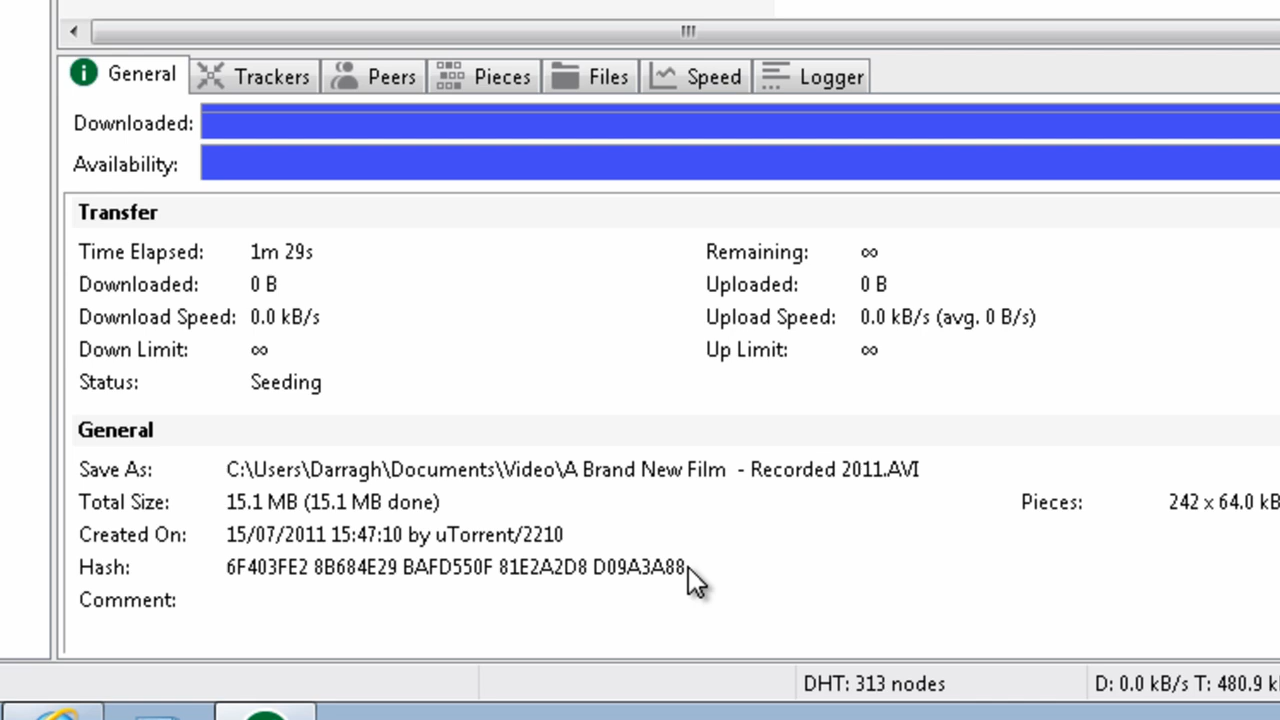 General Trackers Peers Pieces Files Speed Logger
Downloaded:
Availability:
Transfer
Time Elapsed: 1m 29s Remaining: ∞
Downloaded: 0 B Uploaded: 0 B
Download Speed: 0.0 kB/s Upload Speed: 0.0 kB/s (avg. 0 B/s)
Down Limit: ∞ Up Limit: ∞
Status: Seeding
General
Save As: C:\Users\Darragh\Documents\Video\A Brand New Film  - Recorded 2011.AVI
Total Size: 15.1 MB (15.1 MB done) Pieces: 242 x 64.0 kB
Created On: 15/07/2011 15:47:10 by uTorrent/2210
Hash: 6F403FE2 8B684E29 BAFD550F 81E2A2D8 D09A3A88
Comment:
DHT: 313 nodes D: 0.0 kB/s T: 480.9 k